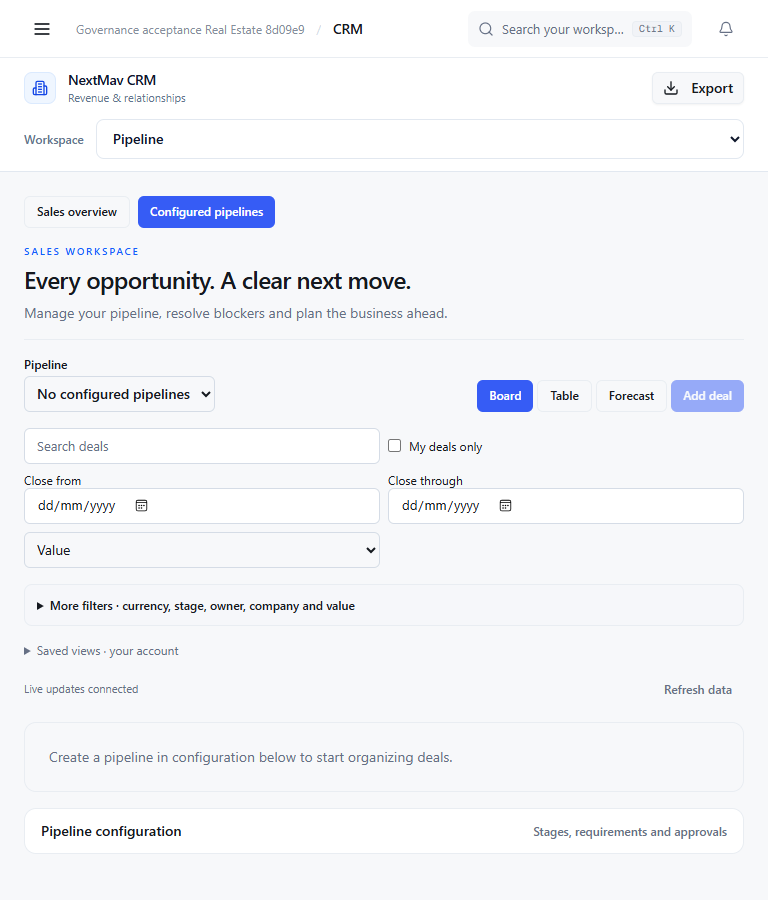 Governance acceptance Real Estate 8d09e9 / CRM
Search your worksp... Ctrl K
NextMav CRM
Revenue & relationships
Export
Workspace
Pipeline
Sales overview
Configured pipelines
SALES WORKSPACE
Every opportunity. A clear next move.
Manage your pipeline, resolve blockers and plan the business ahead.
Pipeline
No configured pipelines
Board
Table
Forecast
Add deal
Search deals
My deals only
Close from
Close through
dd/mm/yyyy
dd/mm/yyyy
Value
More filters · currency, stage, owner, company and value
Saved views · your account
Live updates connected
Refresh data
Create a pipeline in configuration below to start organizing deals.
Pipeline configuration
Stages, requirements and approvals